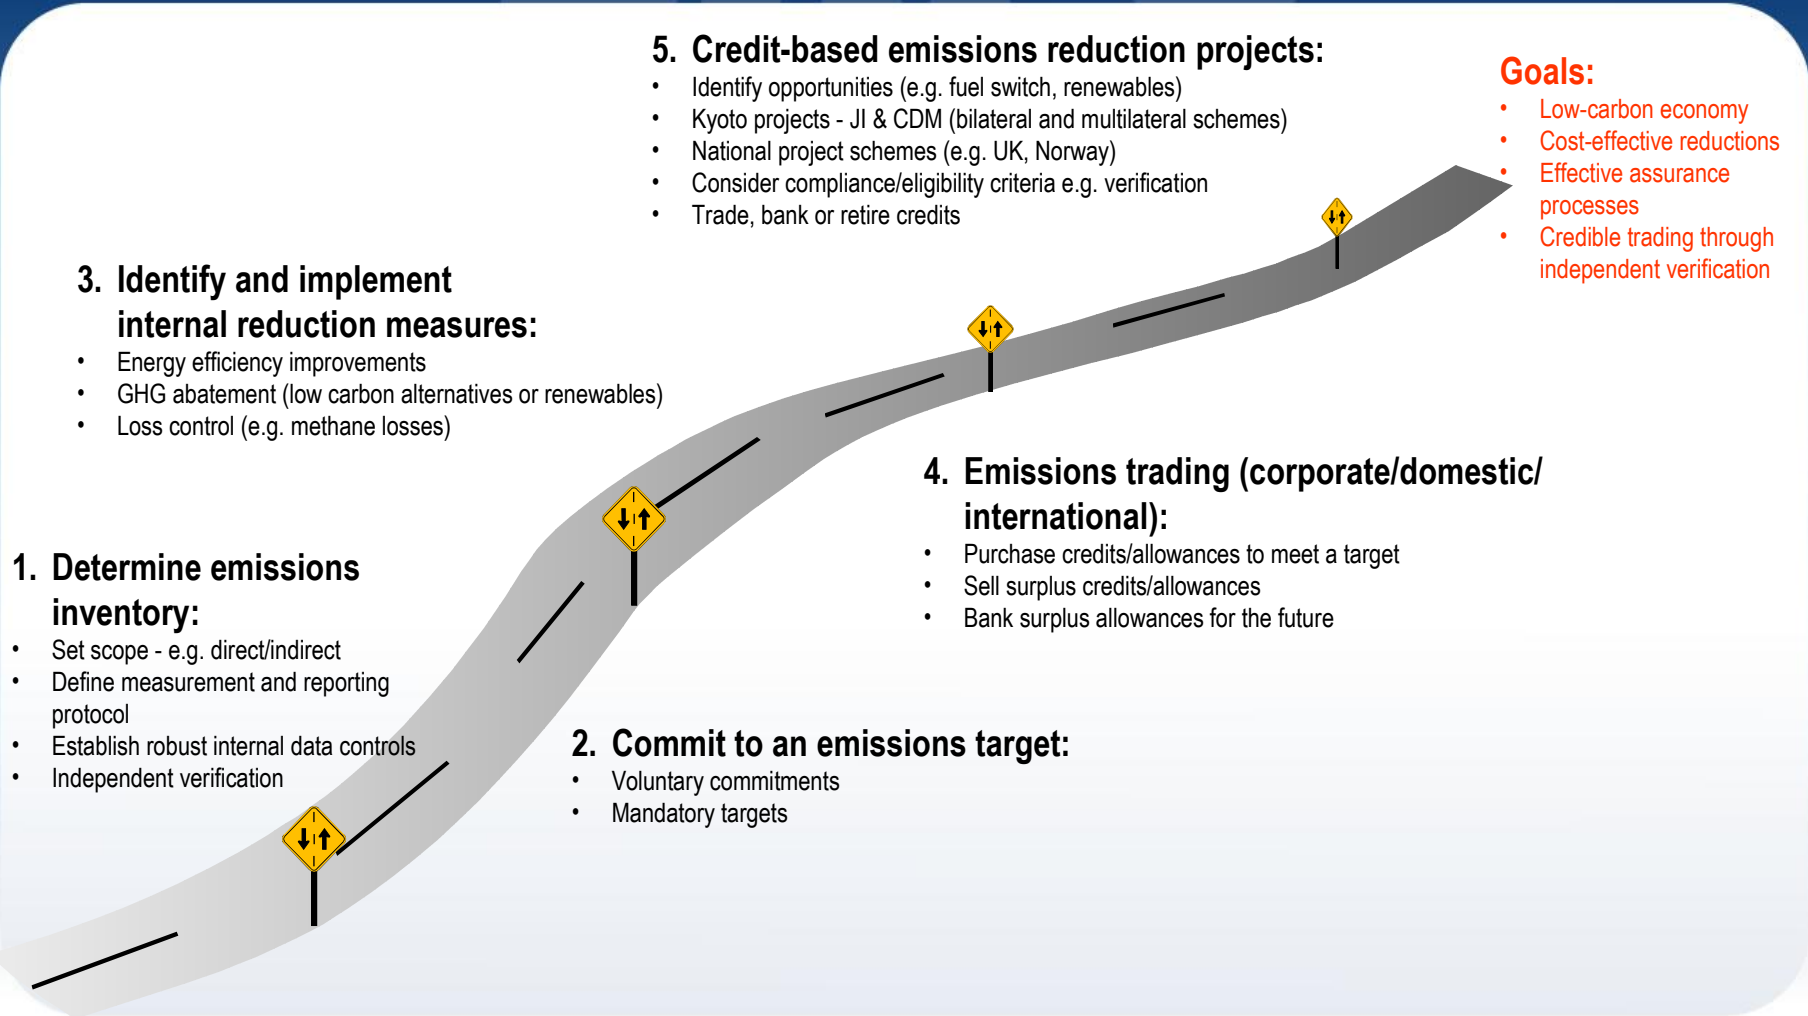 5. Credit-based emissions reduction projects:
• Identify opportunities (e.g. fuel switch, renewables)
• Kyoto projects - JI & CDM (bilateral and multilateral schemes)
• National project schemes (e.g. UK, Norway)
• Consider compliance/eligibility criteria e.g. verification
• Trade, bank or retire credits
Goals:
• Low-carbon economy
• Cost-effective reductions
• Effective assurance
processes
• Credible trading through
independent verification
3. Identify and implement
internal reduction measures:
• Energy efficiency improvements
• GHG abatement (low carbon alternatives or renewables)
• Loss control (e.g. methane losses)
4. Emissions trading (corporate/domestic/
international):
• Purchase credits/allowances to meet a target
• Sell surplus credits/allowances
• Bank surplus allowances for the future
1. Determine emissions
inventory:
• Set scope - e.g. direct/indirect
• Define measurement and reporting
protocol
• Establish robust internal data controls
• Independent verification
2. Commit to an emissions target:
• Voluntary commitments
• Mandatory targets